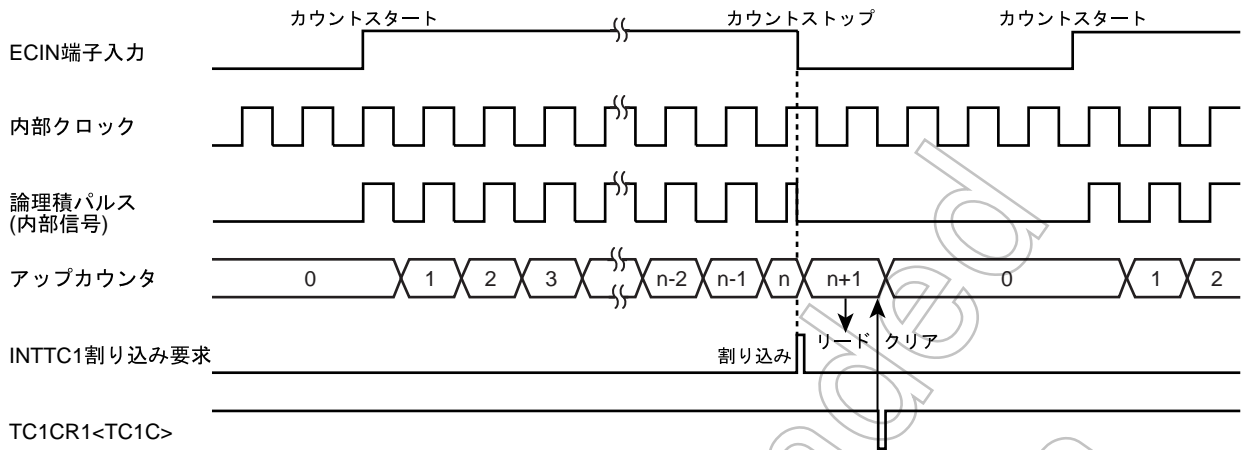 カウントスタート カウントストップ カウントスタート
ECIN端子入力
内部クロック
論理積パルス
(内部信号)
アップカウンタ 0 1 2 3 n-2 n-1 n n+1 0 1 2
リード クリア
INTTC1割り込み要求 割り込み
TC1CR1<TC1C>